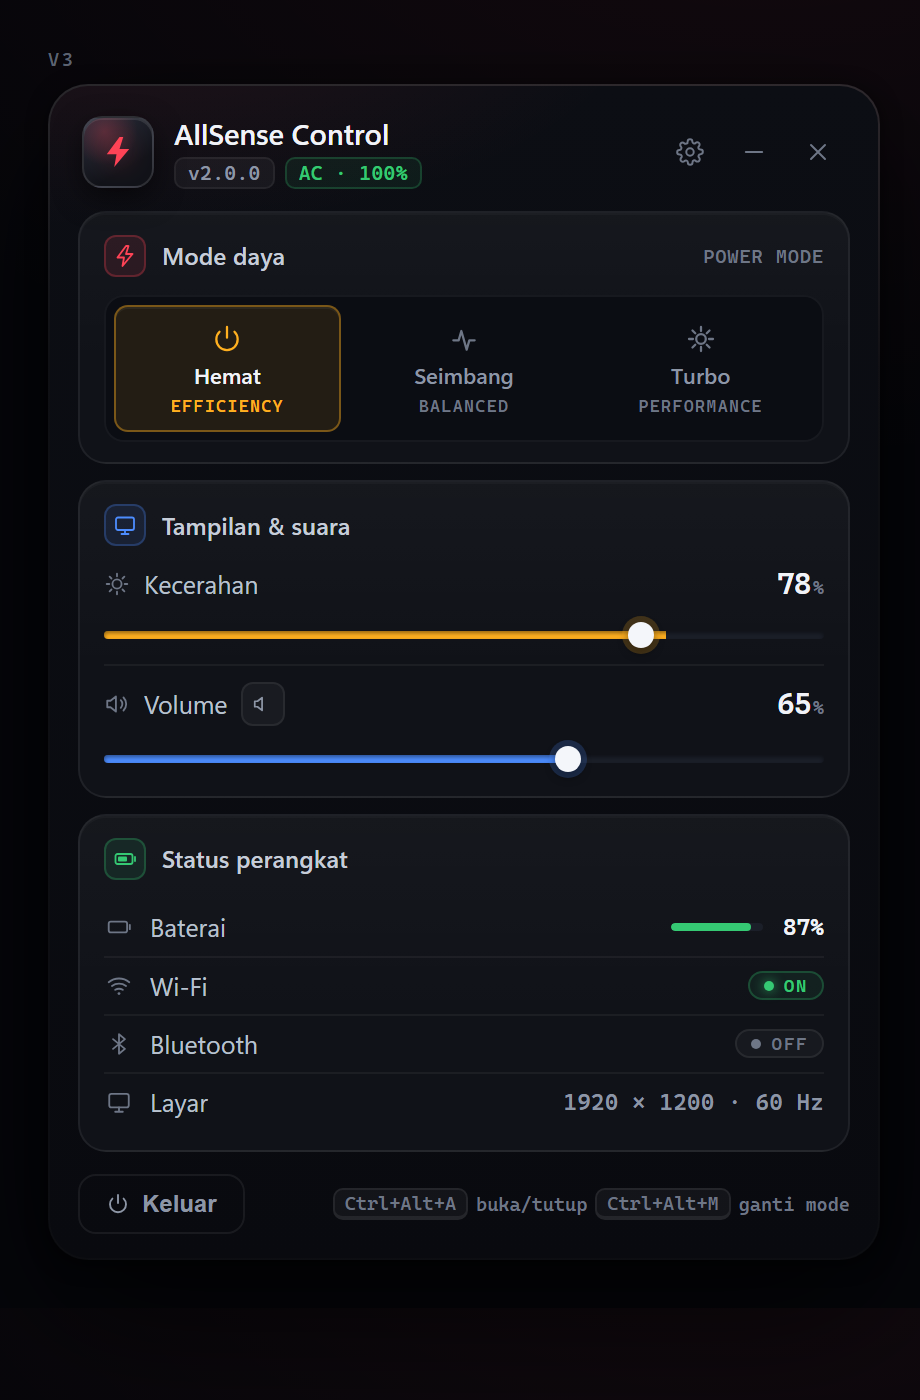 V3
AllSense Control
v2.0.0 AC · 100%
Mode daya POWER MODE
Hemat Seimbang Turbo
EFFICIENCY BALANCED PERFORMANCE
Tampilan & suara
Kecerahan 78%
Volume 65%
Status perangkat
Baterai 87%
Wi-Fi ON
Bluetooth OFF
Layar 1920 × 1200 · 60 Hz
Keluar Ctrl+Alt+A buka/tutup Ctrl+Alt+M ganti mode